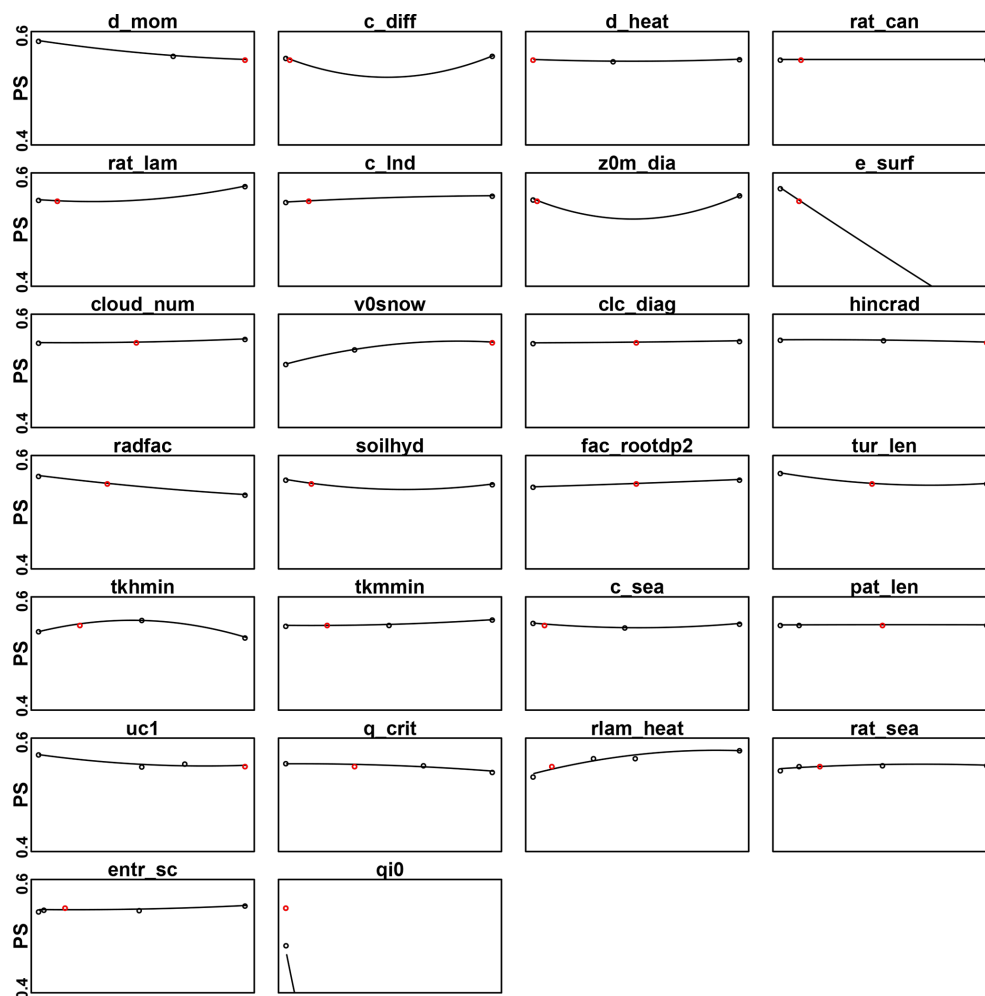 d_mom c_diff d_heat rat_can
0.6
PS
0.4
rat_lam c_lnd z0m_dia e_surf
0.6
PS
0.4
cloud_num v0snow clc_diag hincrad
0.6
PS
0.4
radfac soilhyd fac_rootdp2 tur_len
0.6
PS
0.4
tkhmin tkmmin c_sea pat_len
0.6
PS
0.4
uc1 q_crit rlam_heat rat_sea
0.6
PS
0.4
entr_sc qi0
0.6
PS
0.4